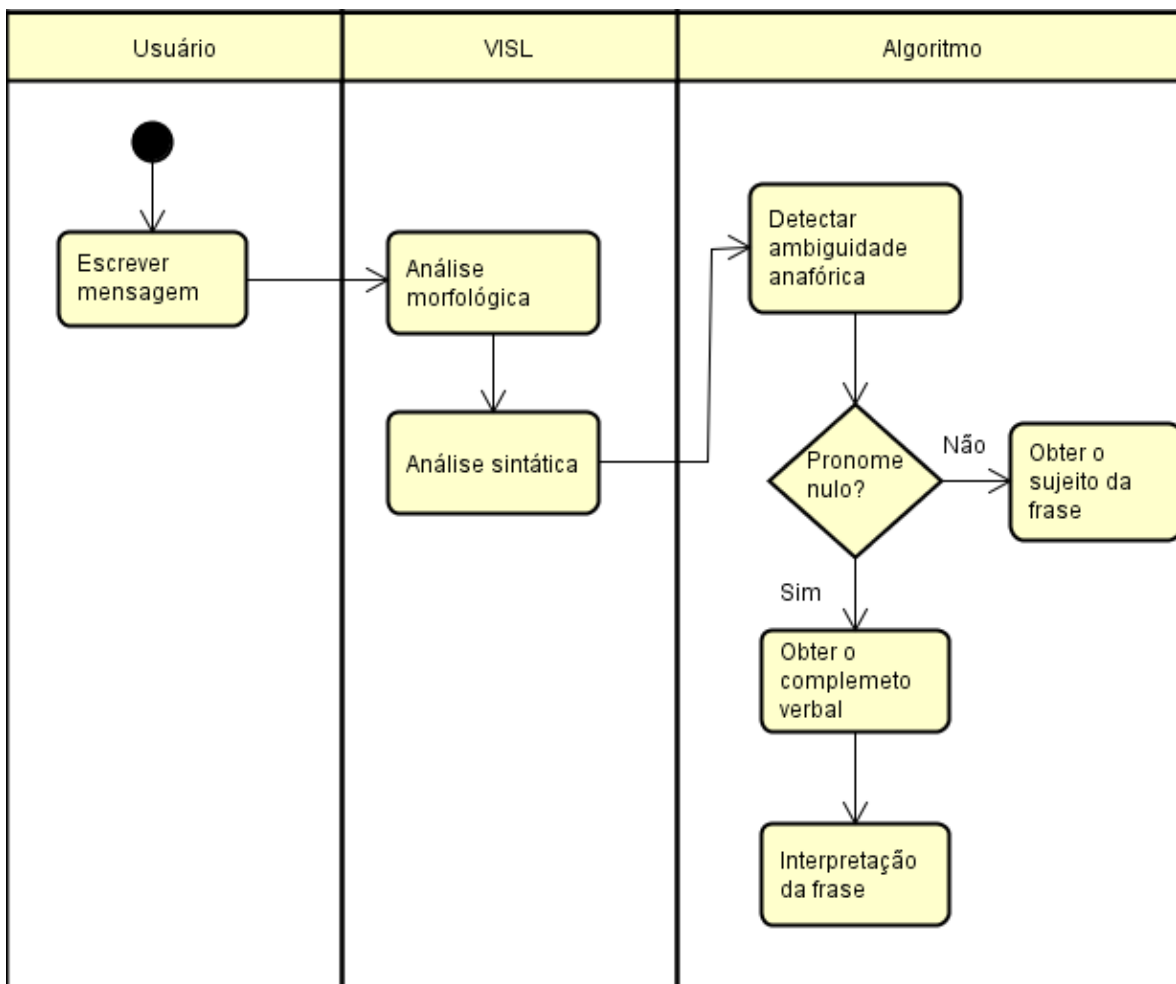 Usuário
VISL
Algoritmo
Escrever
mensagem
Análise
morfológica
Análise sintática
Detectar
ambiguidade
anafórica
Pronome
nulo?
Não
Obter o
sujeito da
frase
Sim
Obter o
complemeto
verbal
Interpretação
da frase